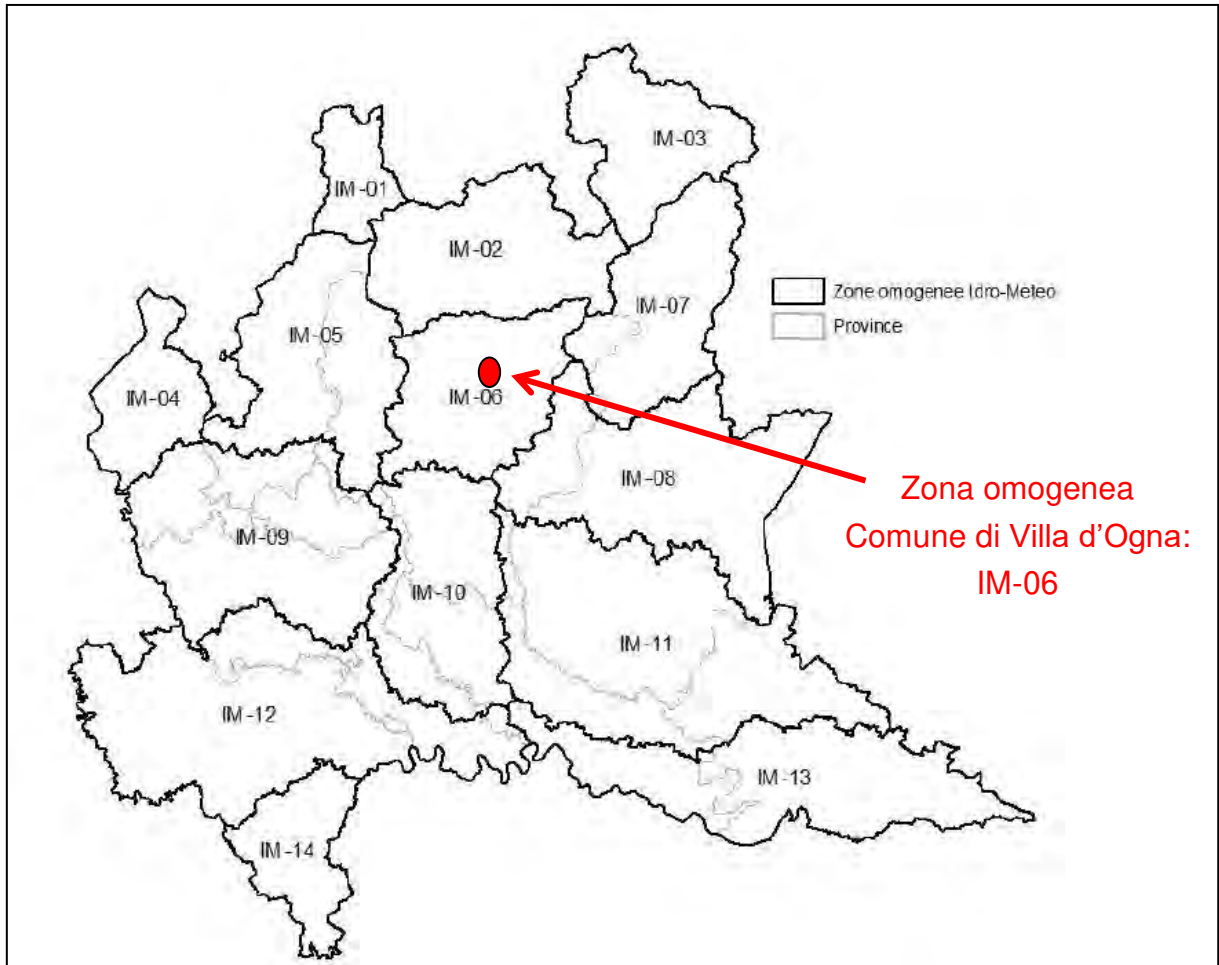 IM-03
IM-01
IM-02
IM-07
Zone omogenee Idro-Meteo
Province
IM-05
IM-04
IM-06
IM-08
Zona omogenea
Comune di Villa d'Ogna:
IM-06
IM-09
IM-10
IM-11
IM-12
IM-13
IM-14